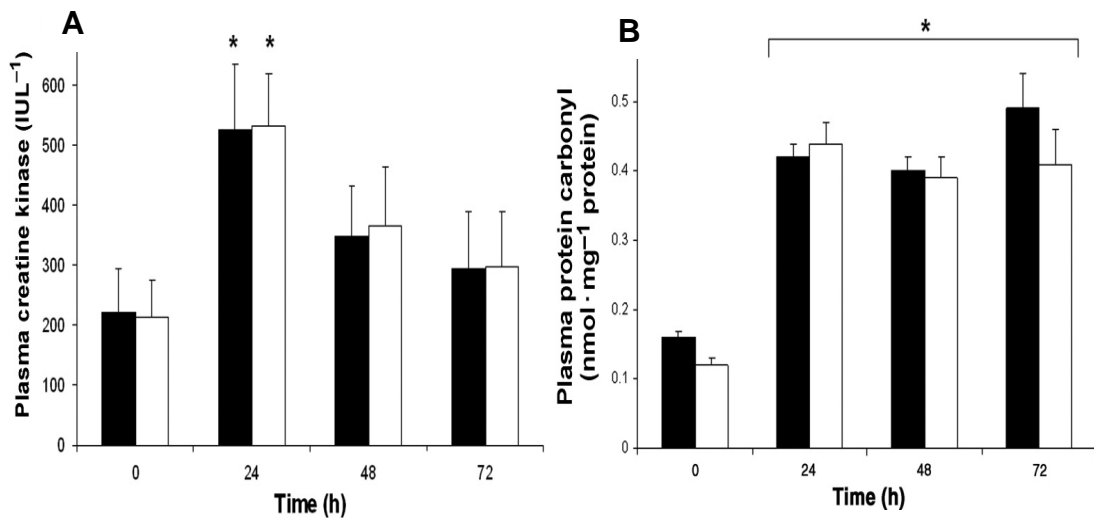 A
* *
Plasma creatine kinase (IUL⁻¹)
600
500
400
300
200
100
0
0 24 48 72
Time (h)
B
*
Plasma protein carbonyl
(nmol · mg⁻¹ protein)
0.5
0.4
0.3
0.2
0.1
0
0 24 48 72
Time (h)